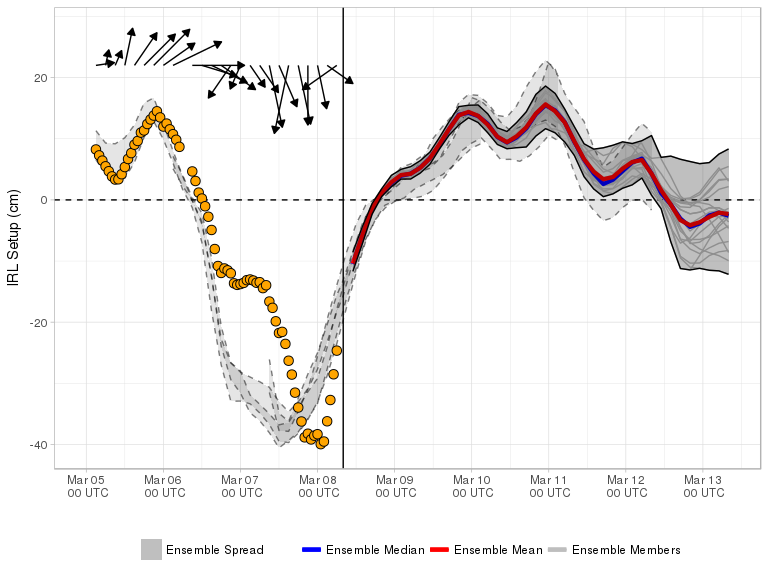 IRL Setup (cm)
20
0
-20
-40
Mar 05 Mar 06 Mar 07 Mar 08 Mar 09 Mar 10 Mar 11 Mar 12 Mar 13
00 UTC 00 UTC 00 UTC 00 UTC 00 UTC 00 UTC 00 UTC 00 UTC 00 UTC
Ensemble Spread Ensemble Median Ensemble Mean Ensemble Members